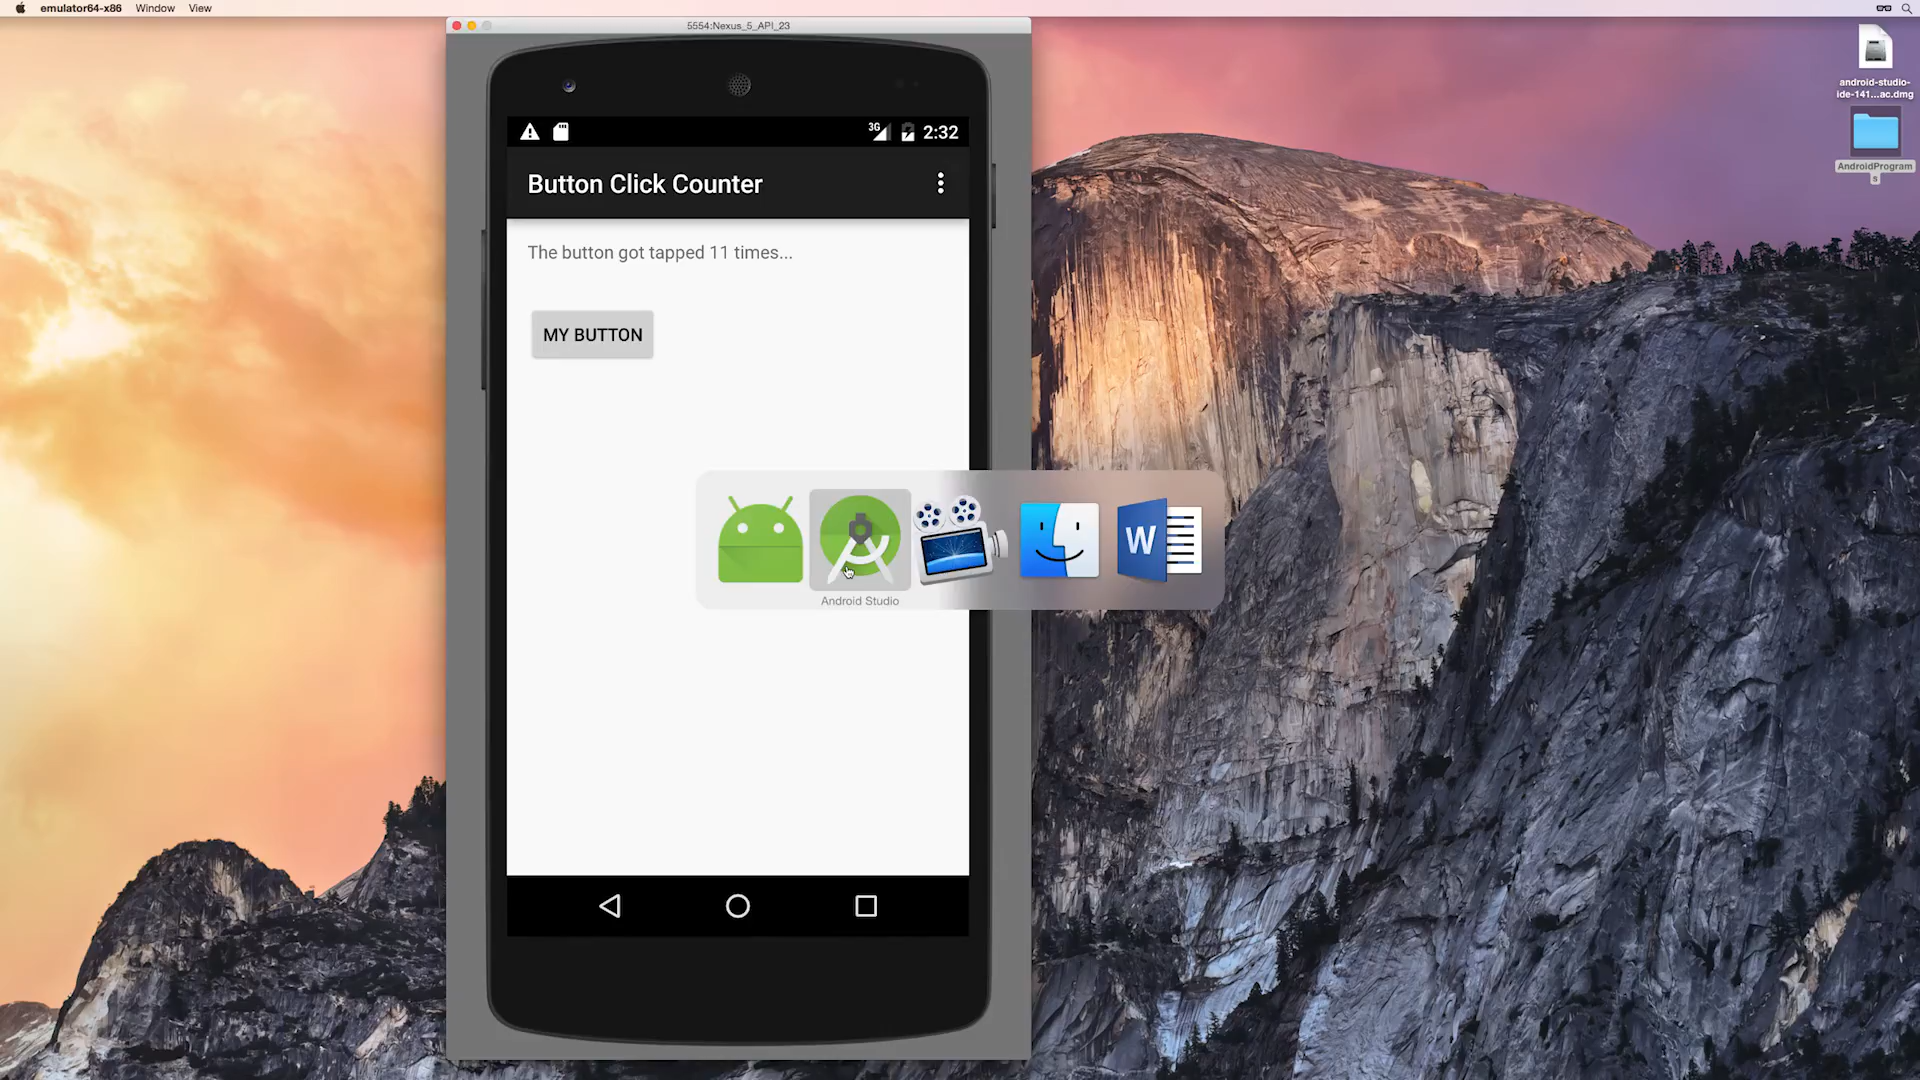 emulator64-x86 Window View
5554:Nexus_5_API_23
android-studio-
ide-141...ac.dmg
AndroidProgram
s
3G 2:32
Button Click Counter
The button got tapped 11 times...
MY BUTTON
W
Android Studio